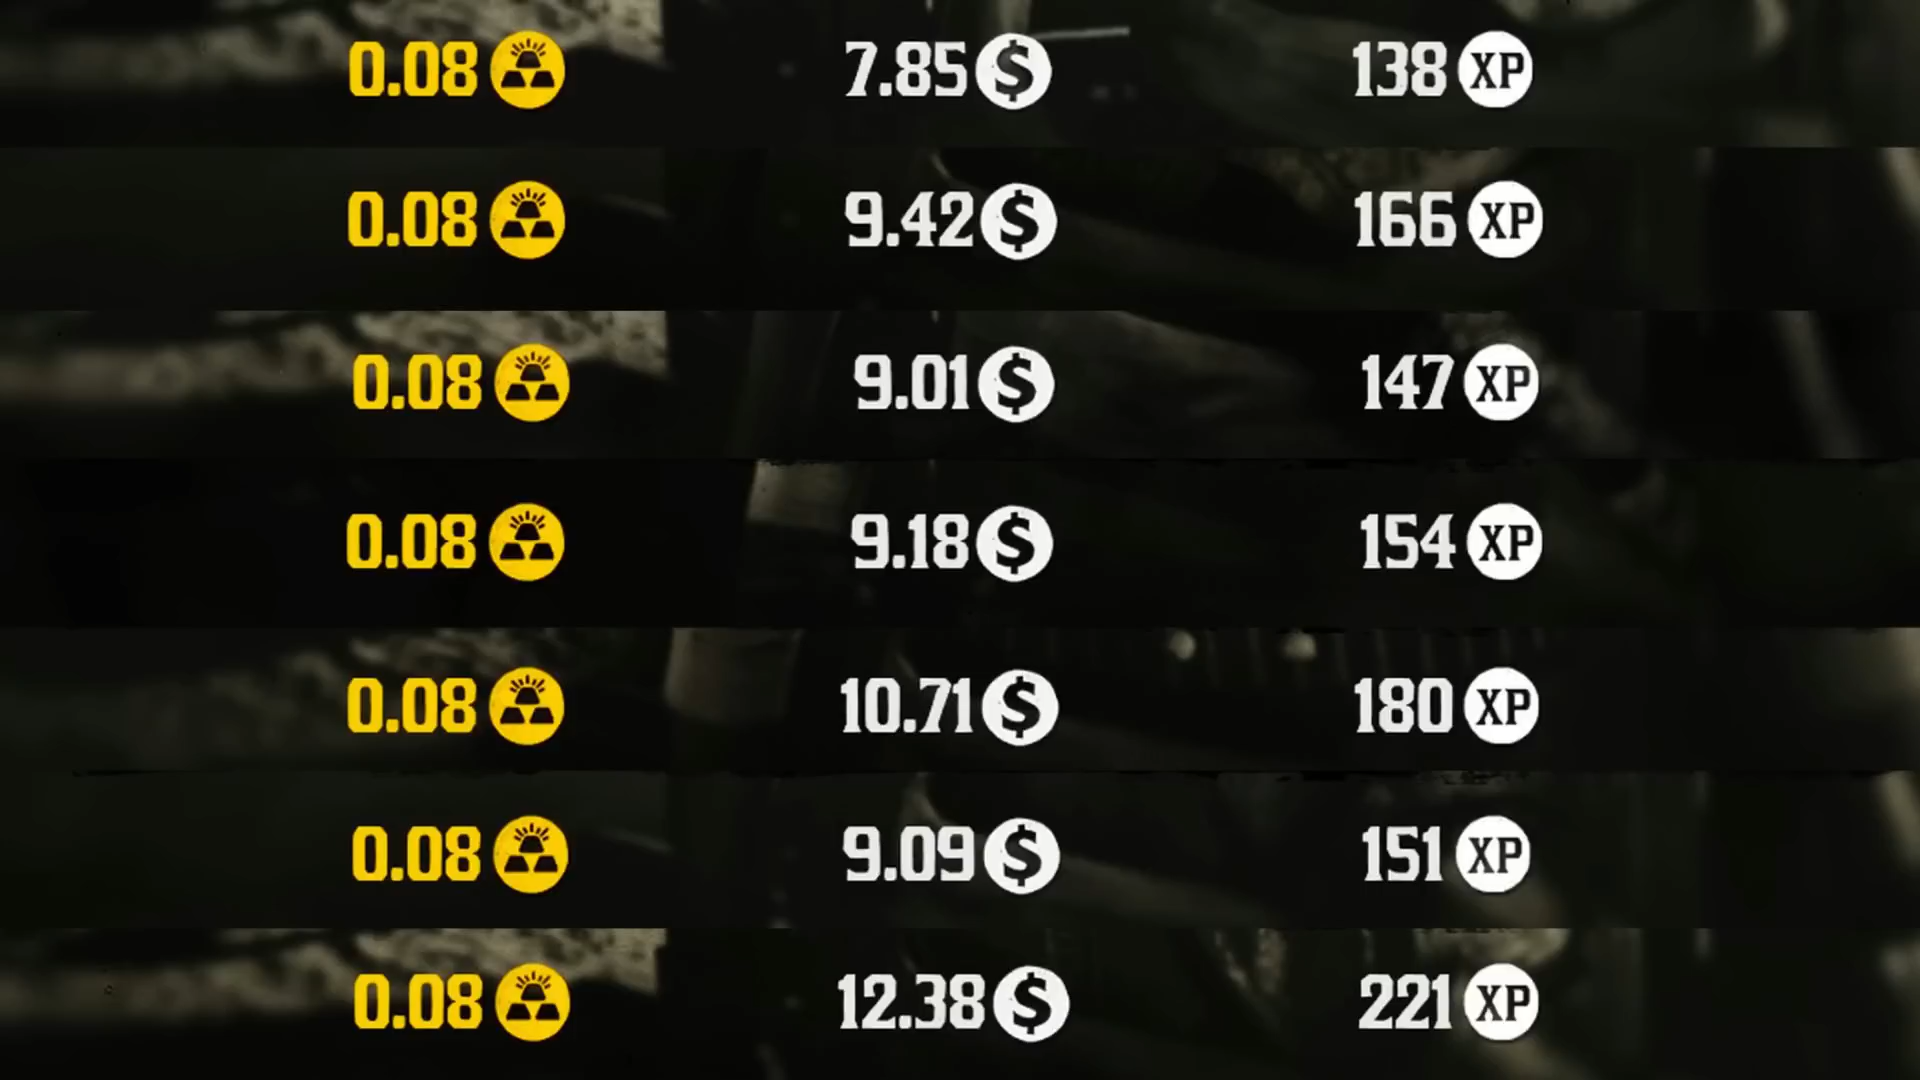 0.08 7.85 $ 138 XP
0.08 9.42 $ 166 XP
0.08 9.01 $ 147 XP
0.08 9.18 $ 154 XP
0.08 10.71 $ 180 XP
0.08 9.09 $ 151 XP
0.08 12.38 $ 221 XP